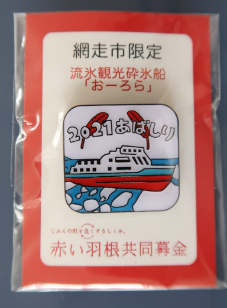 網走市限定
流氷観光砕氷船
「おーろら」
2021あばしり
じぶんの町を良くするしくみ。
赤い羽根共同募金